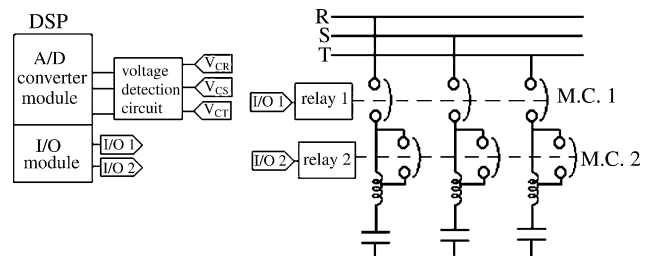 DSP
A/D
converter
module
voltage
detection
circuit
V_CR
V_CS
V_CT
I/O
module
I/O 1
I/O 2
R
S
T
I/O 1
relay 1
M.C. 1
I/O 2
relay 2
M.C. 2